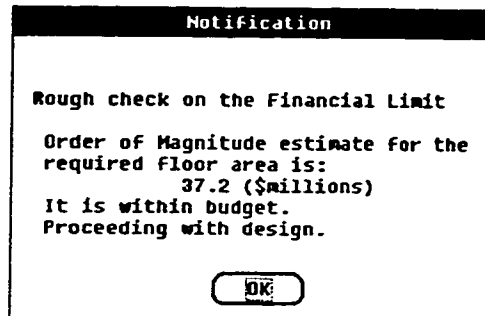 Notification
Rough check on the Financial Limit
Order of Magnitude estimate for the
required floor area is:
37.2 ($millions)
It is within budget.
Proceeding with design.
OK